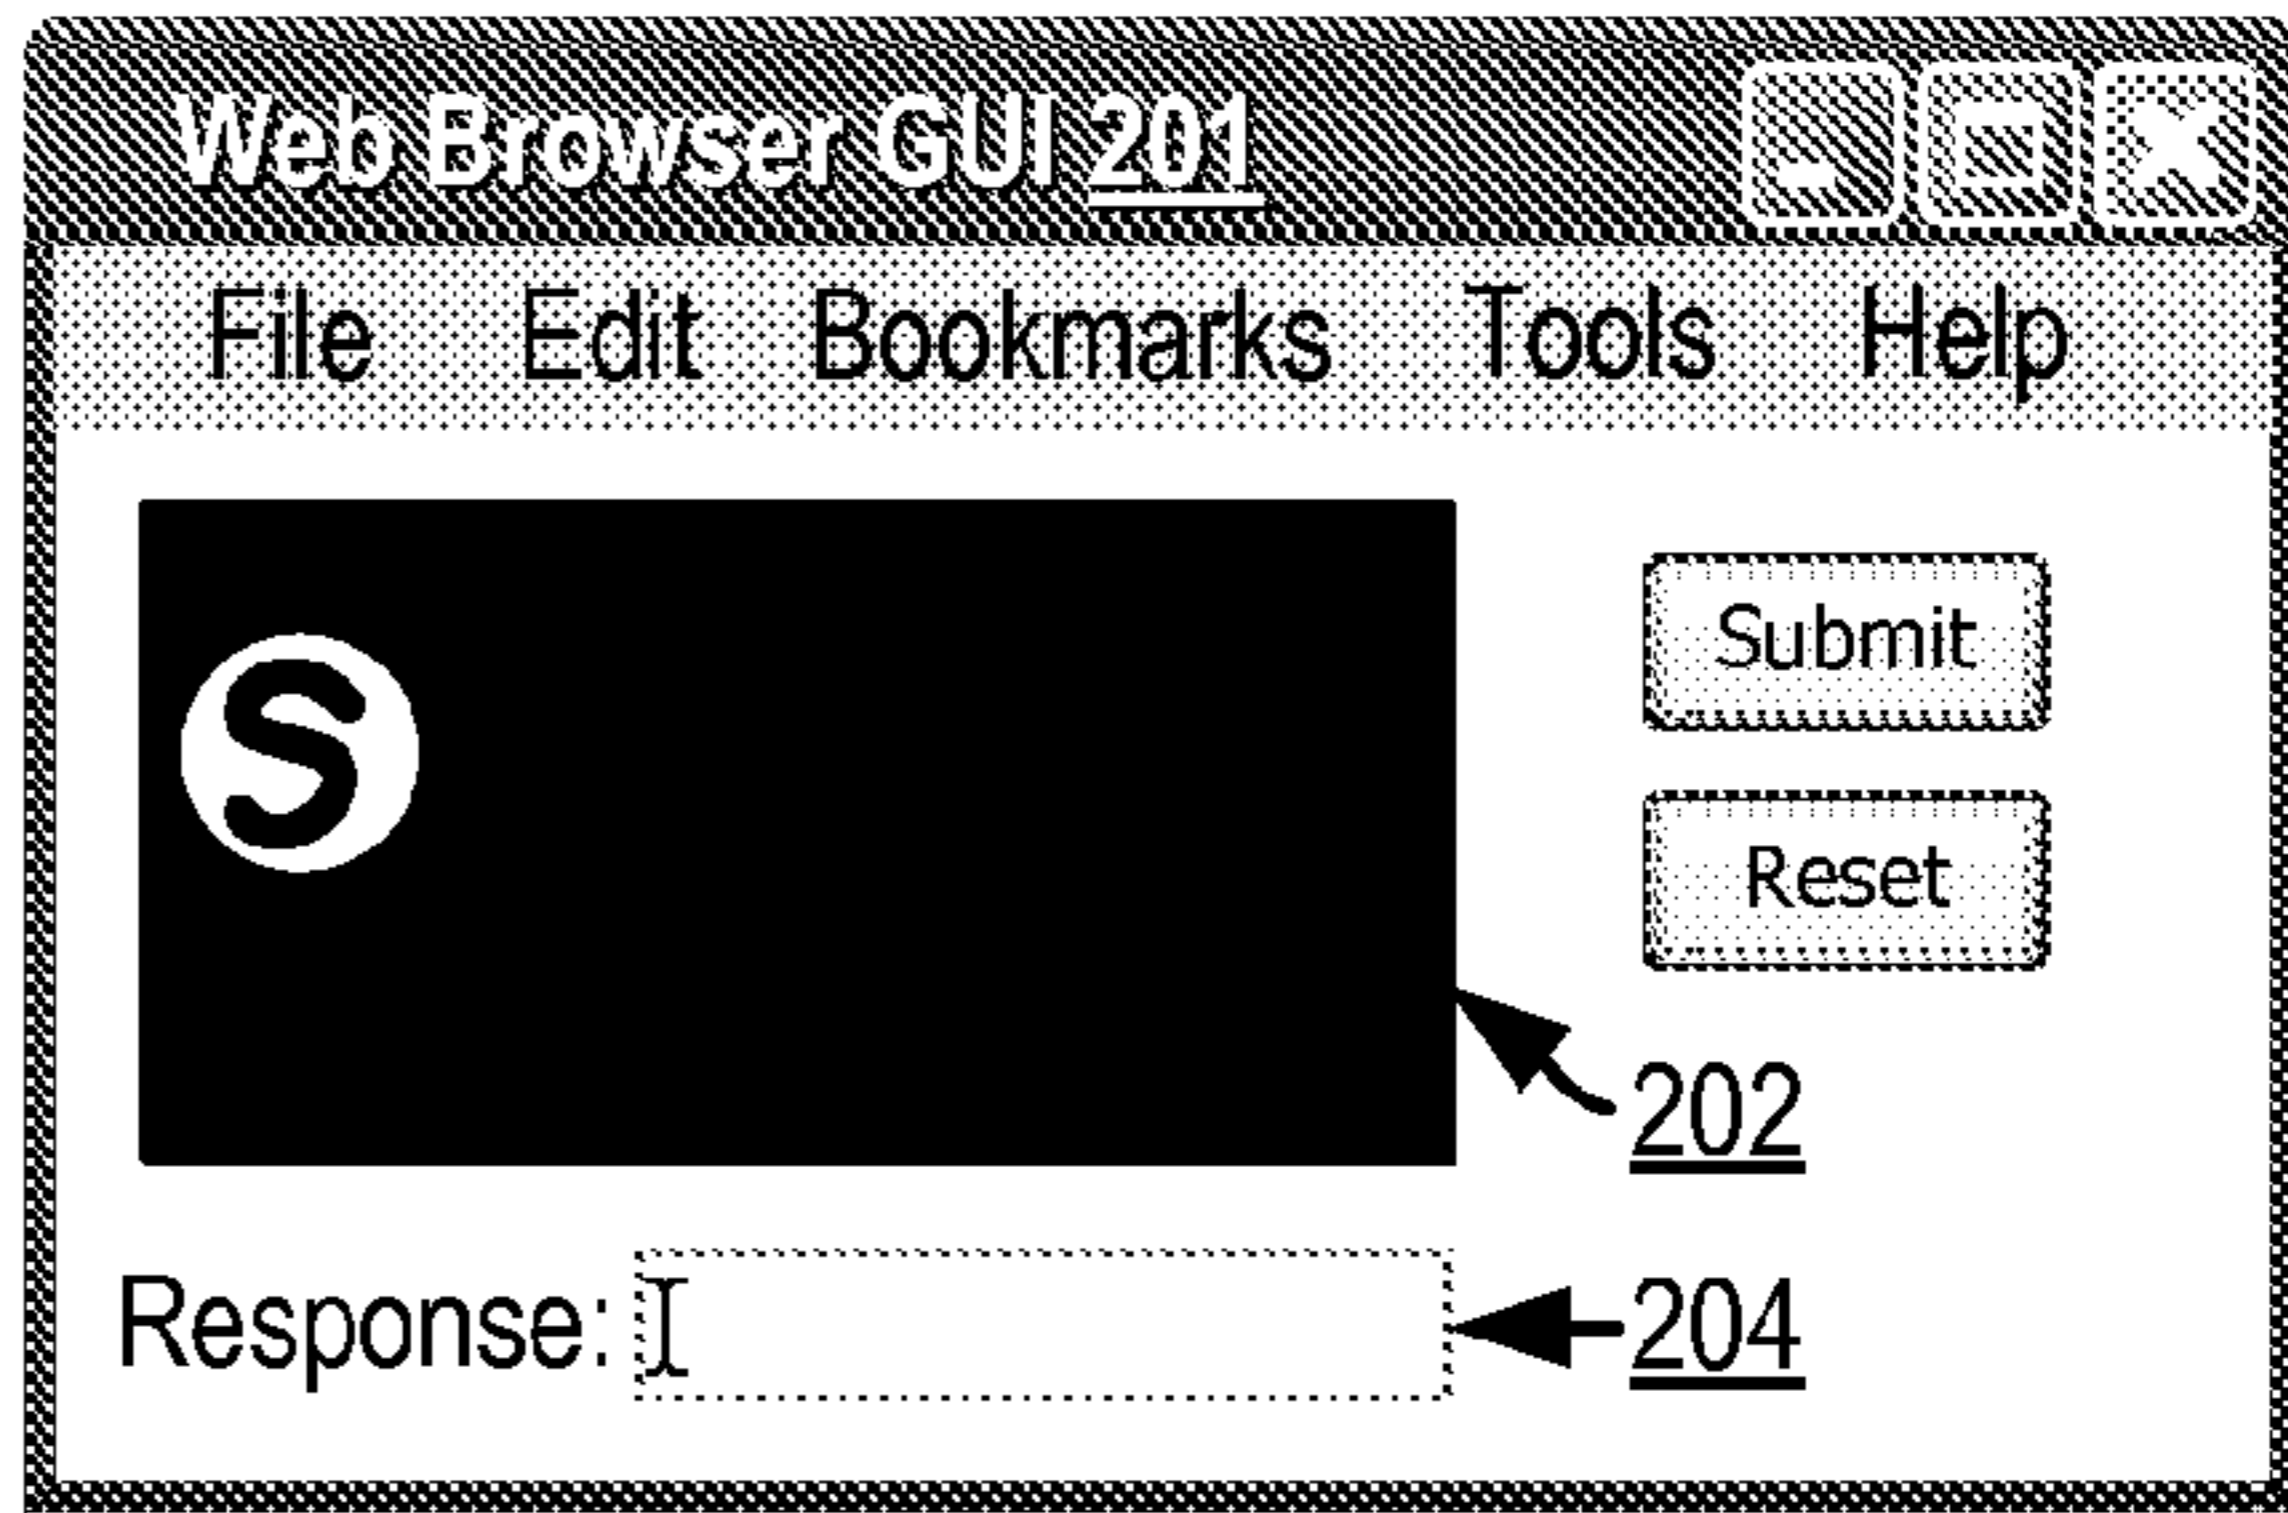 Web Browser GUI 201
File Edit Bookmarks Tools Help
S
Submit
Reset
202
Response:
204